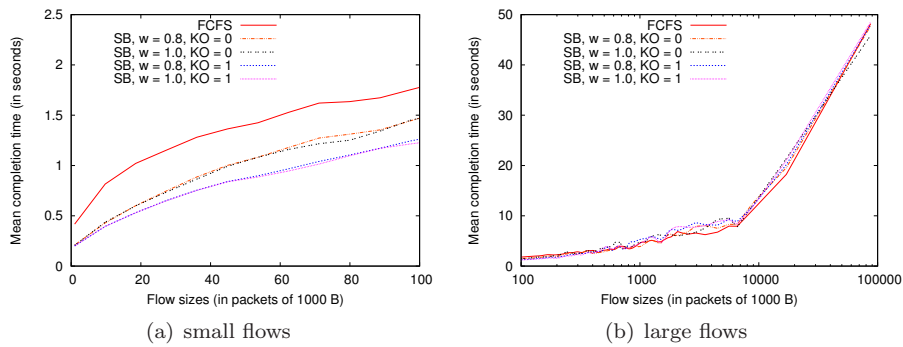 Mean completion time (in seconds)
2.5
2
1.5
1
0.5
0
FCFS
SB, w = 0.8, KO = 0
SB, w = 1.0, KO = 0
SB, w = 0.8, KO = 1
SB, w = 1.0, KO = 1
0 20 40 60 80 100
Flow sizes (in packets of 1000 B)
(a) small flows
Mean completion time (in seconds)
50
40
30
20
10
0
FCFS
SB, w = 0.8, KO = 0
SB, w = 1.0, KO = 0
SB, w = 0.8, KO = 1
SB, w = 1.0, KO = 1
100 1000 10000 100000
Flow sizes (in packets of 1000 B)
(b) large flows